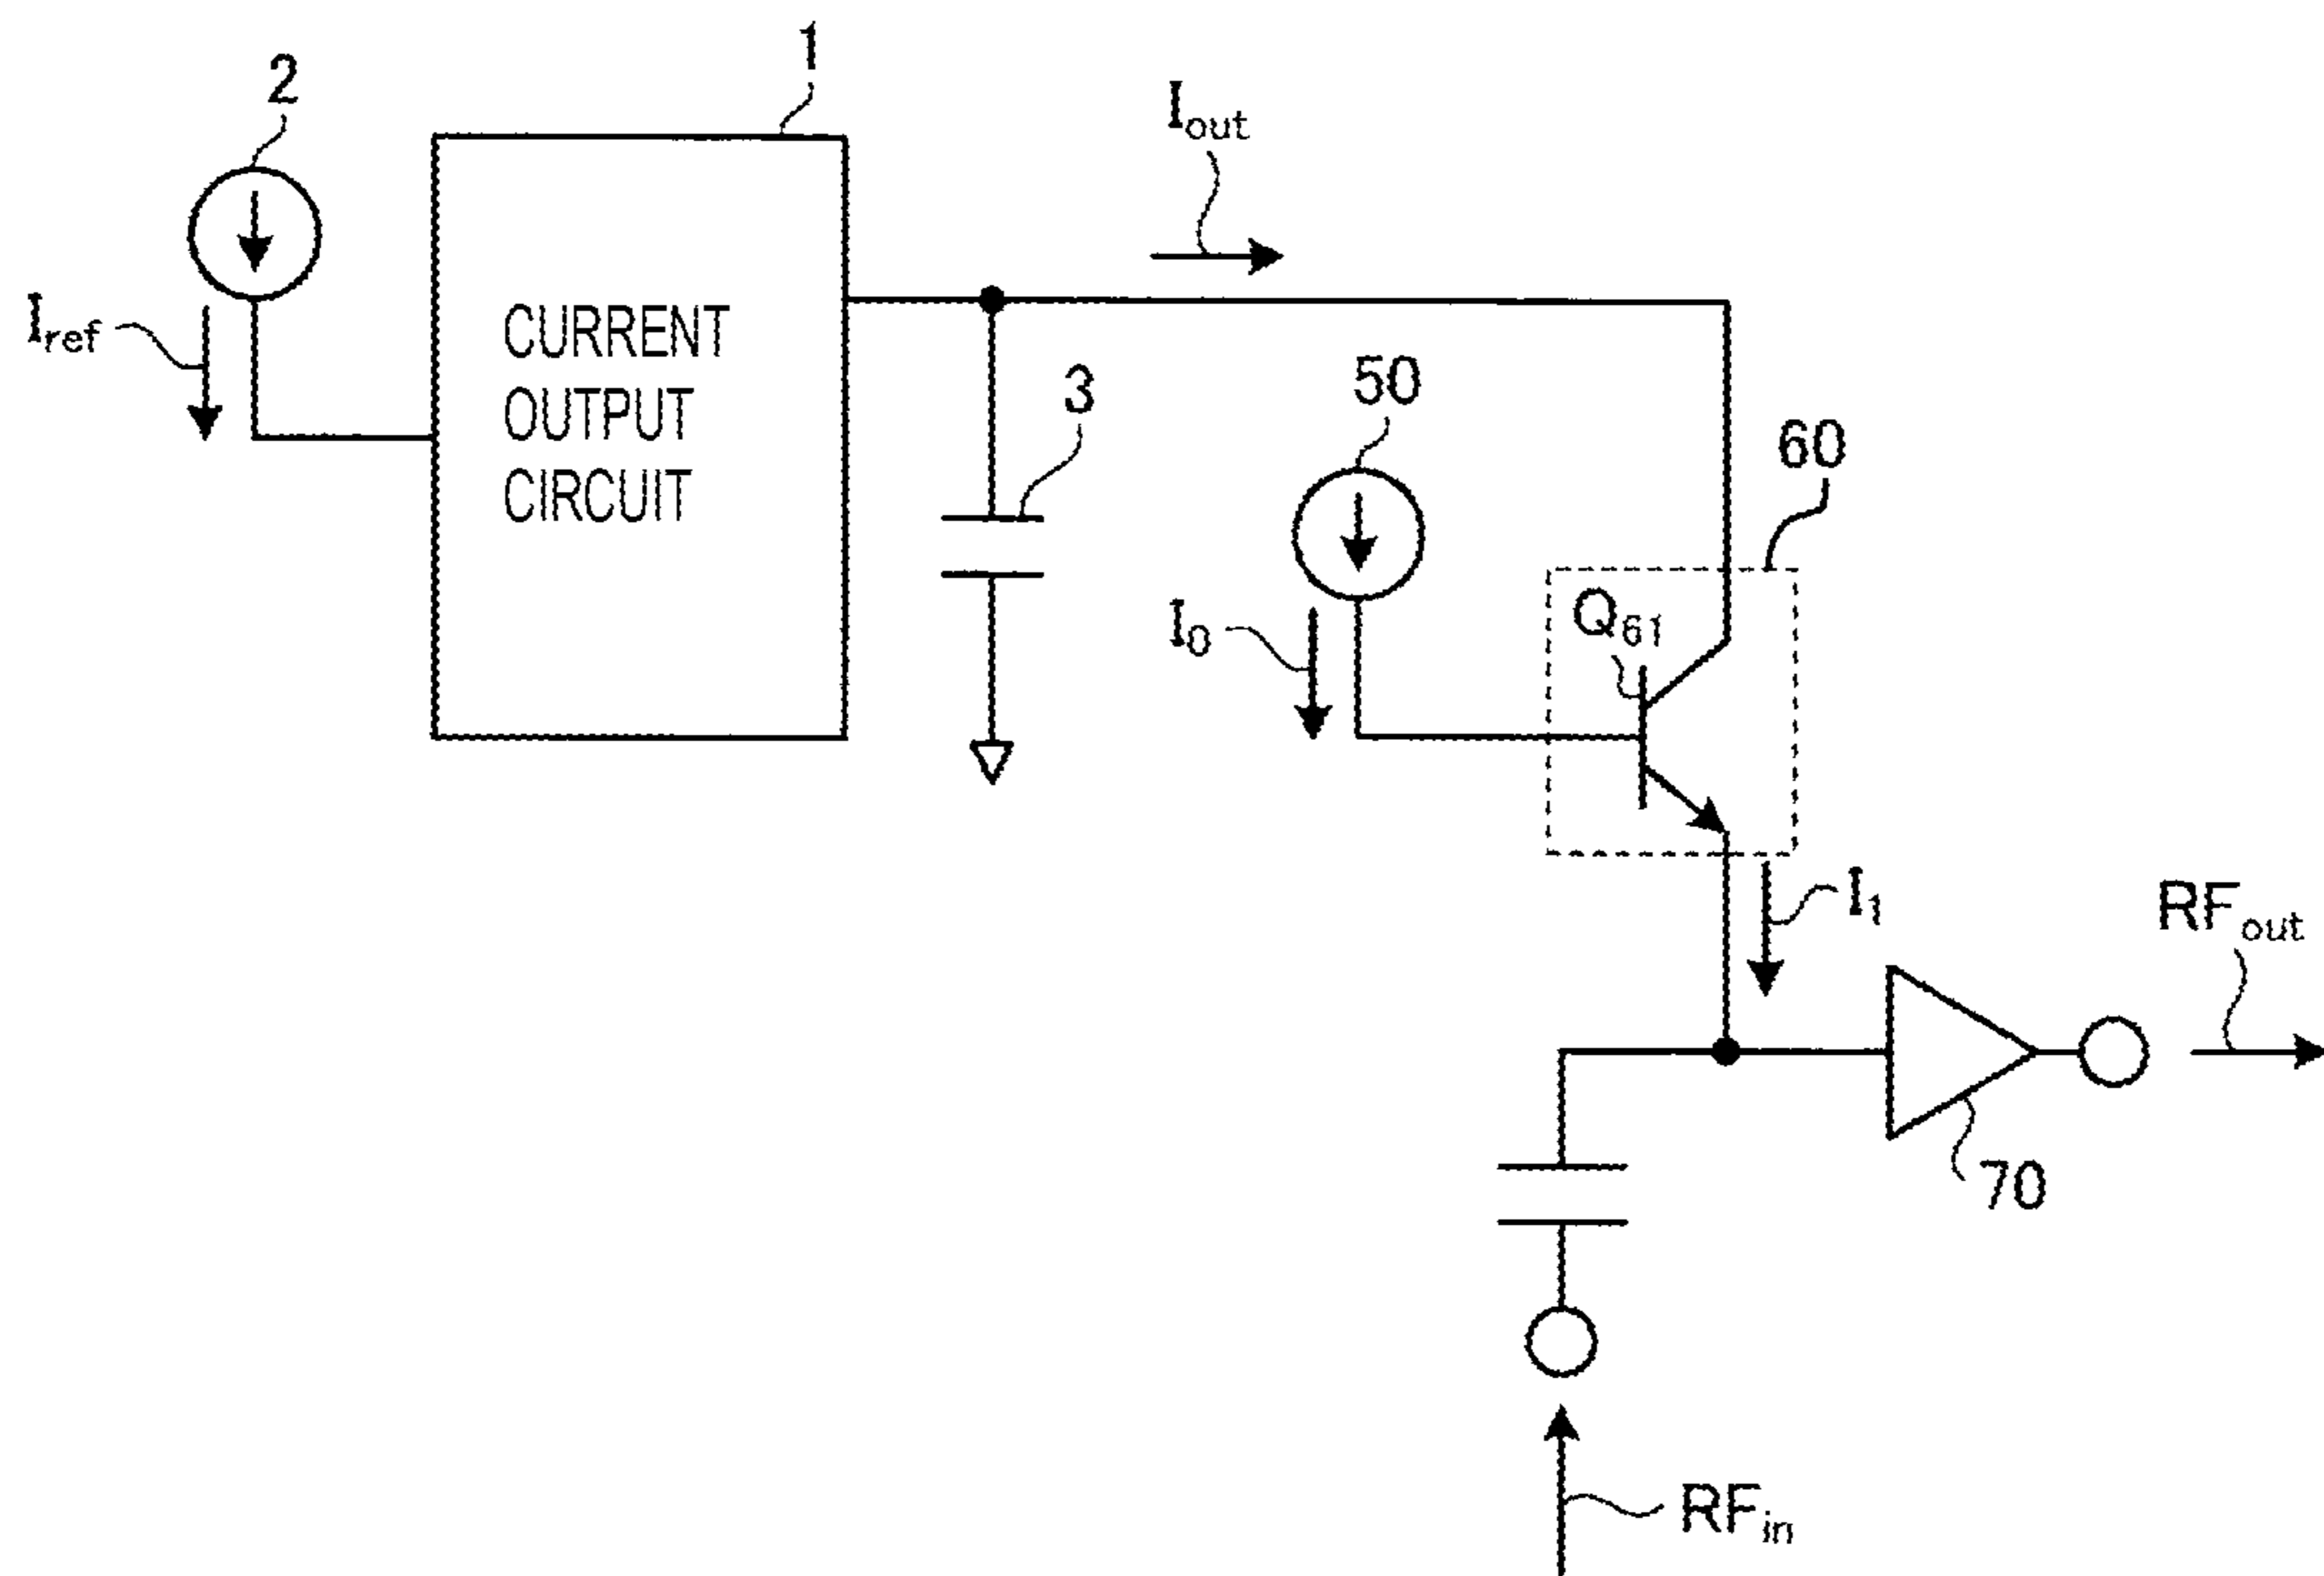 2
1
Iout
Iref
CURRENT
OUTPUT
CIRCUIT
3
50
60
I0
Q61
I1
RFout
70
RFin